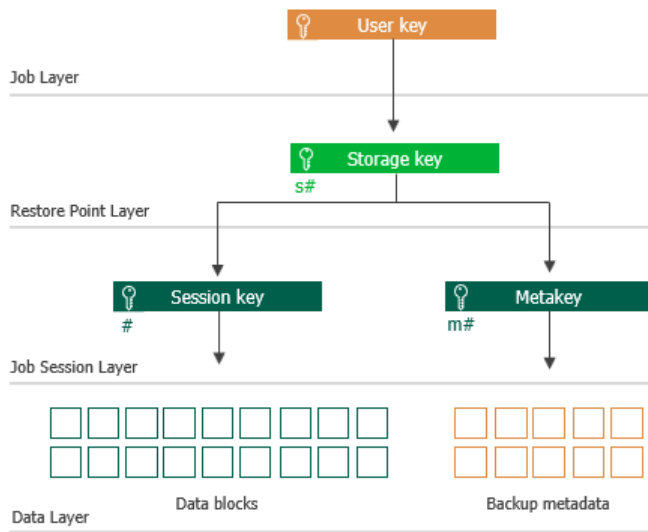 User key
Job Layer
Storage key
s#
Restore Point Layer
Session key
Metakey
#
m#
Job Session Layer
Data blocks
Backup metadata
Data Layer